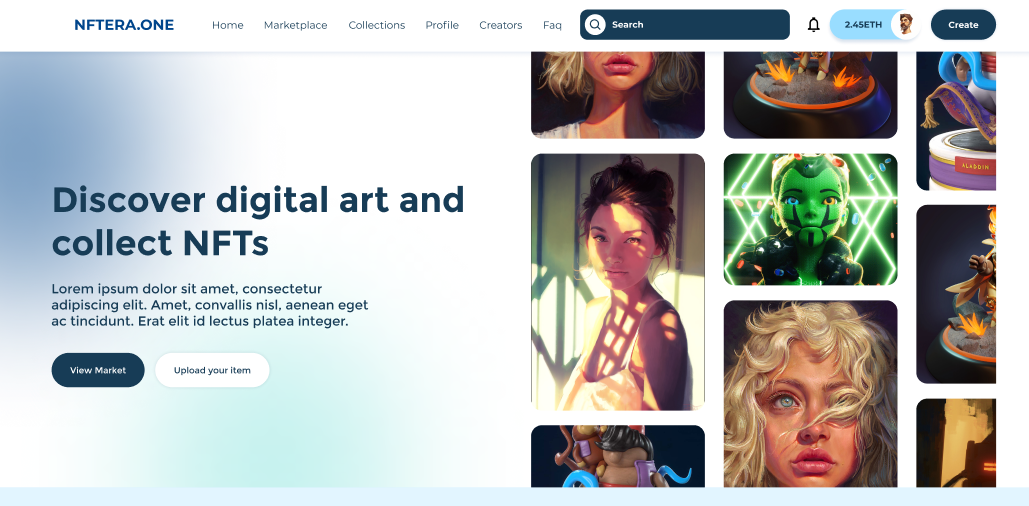 NFTERA.ONE
Home Marketplace Collections Profile Creators Faq
Search
2.45ETH
Create
Discover digital art and
collect NFTs
Lorem ipsum dolor sit amet, consectetur
adipiscing elit. Amet, convallis nisl, aenean eget
ac tincidunt. Erat elit id lectus platea integer.
View Market
Upload your item
ALADDIN